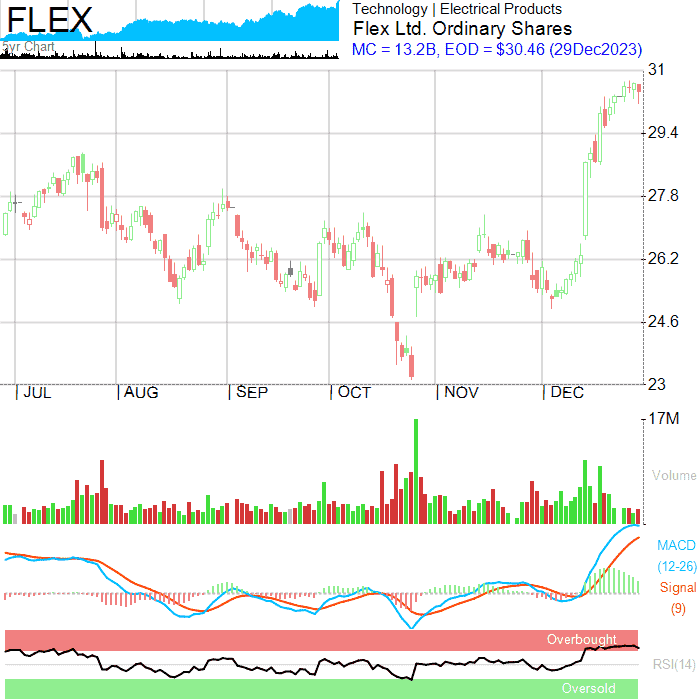 FLEX
5yr Chart
Technology | Electrical Products
Flex Ltd. Ordinary Shares
MC = 13.2B, EOD = $30.46 (29Dec2023)
31
29.4
27.8
26.2
24.6
23
JUL
AUG
SEP
OCT
NOV
DEC
17M
Volume
MACD
(12-26)
Signal
(9)
Overbought
RSI(14)
Oversold